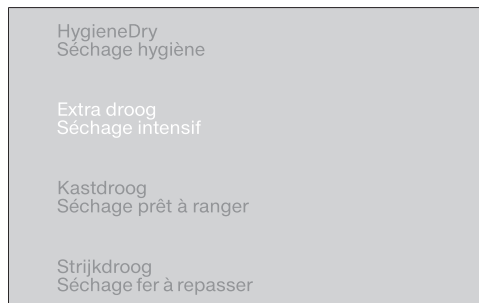 HygieneDry
Séchage hygiène
Extra droog
Séchage intensif
Kastdroog
Séchage prêt à ranger
Strijkdroog
Séchage fer à repasser